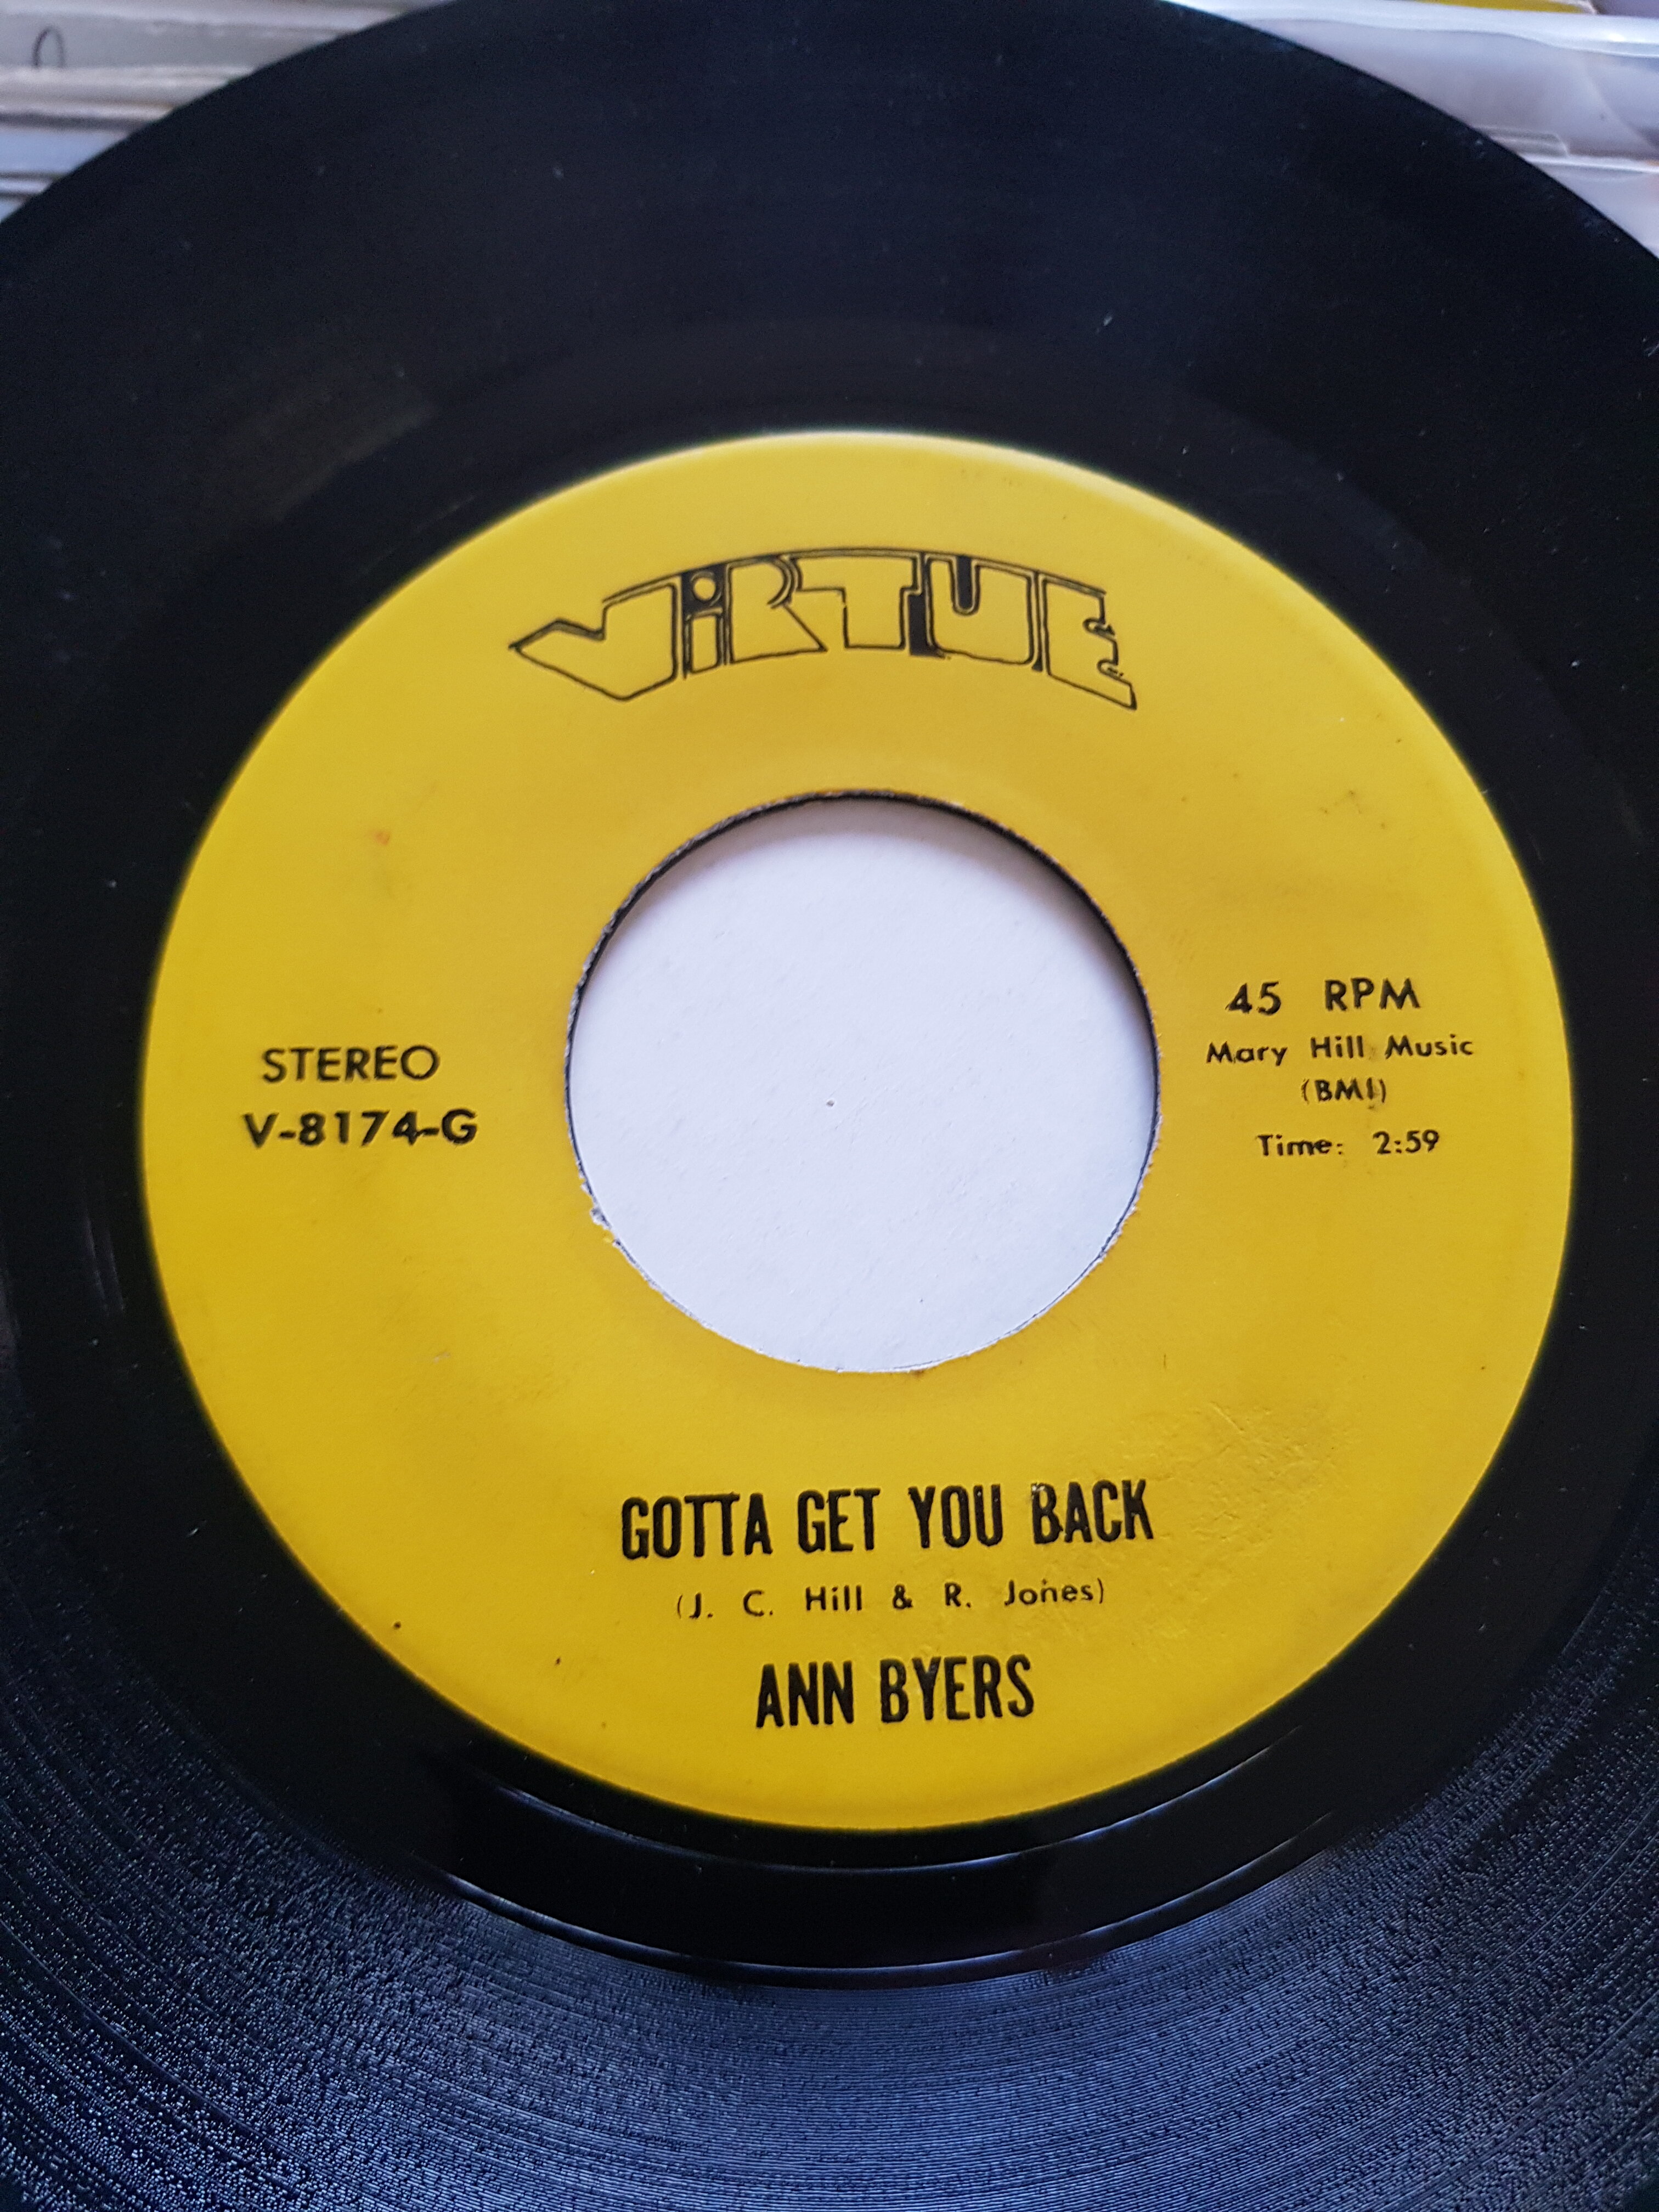 ViRTUE
STEREO
V-8174-G
45 RPM
Mary Hill Music
(BMI)
Time: 2:59
GOTTA GET YOU BACK
(J. C. Hill & R. Jones)
ANN BYERS